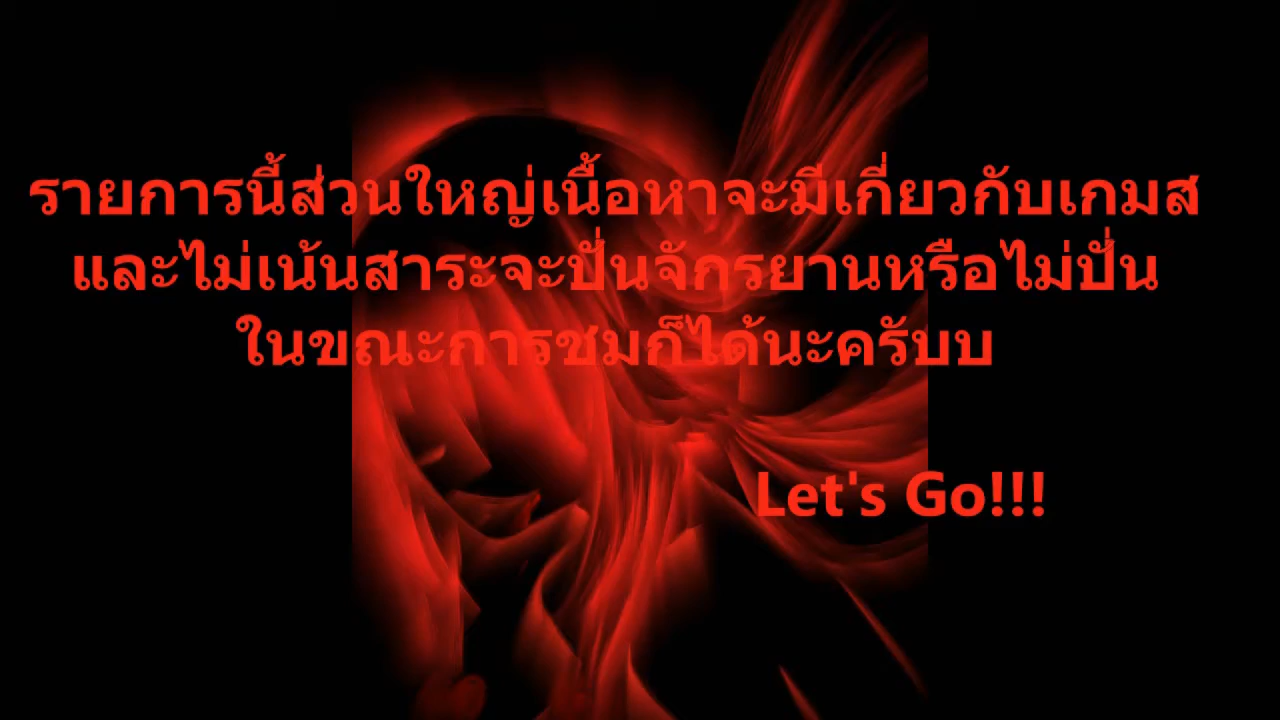 รายการนี้ส่วนใหญ่เนื้อหาจะมีเกี่ยวกับเกมส
และไม่เน้นสาระจะปั่นจักรยานหรือไม่ปั่น
ในขณะการชมก็ได้นะครับบ
Let's Go!!!